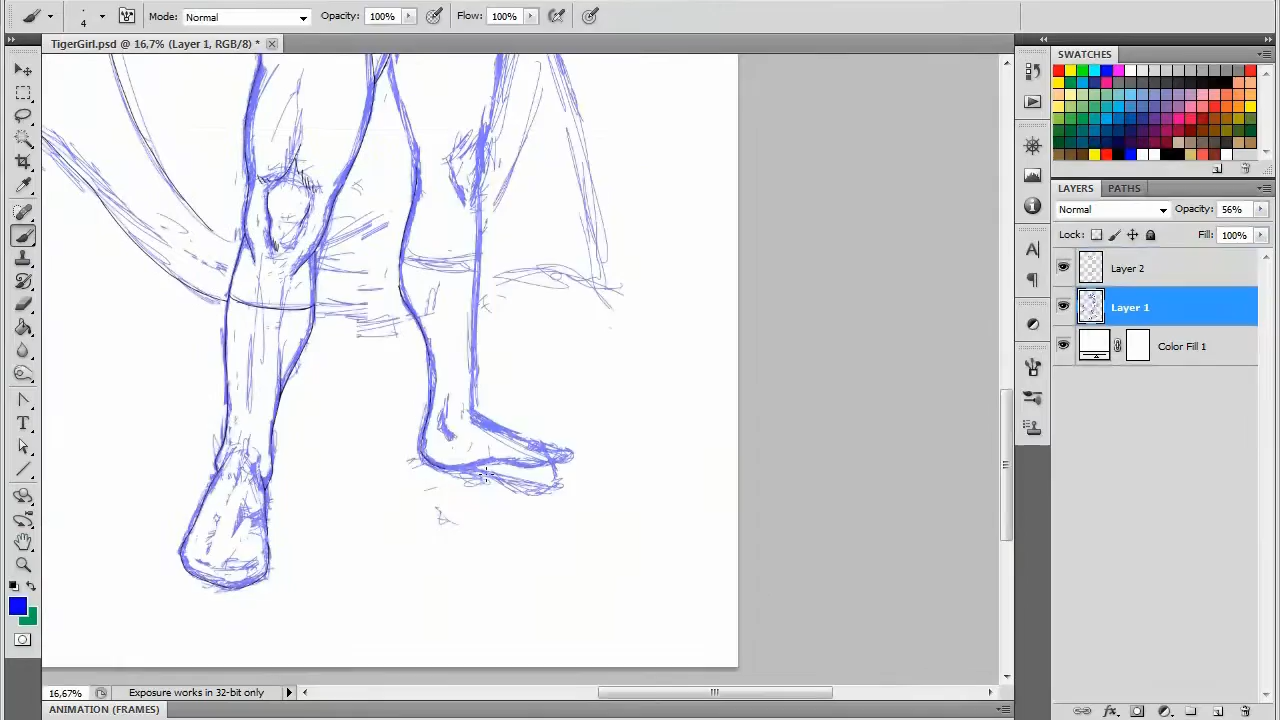 4 Mode: Normal Opacity: 100% Flow: 100%
TigerGirl.psd @ 16,7% (Layer 1, RGB/8) *
SWATCHES
LAYERS PATHS
Normal Opacity: 56%
Lock: Fill: 100%
Layer 2
Layer 1
Color Fill 1
16,67% Exposure works in 32-bit only
ANIMATION (FRAMES)